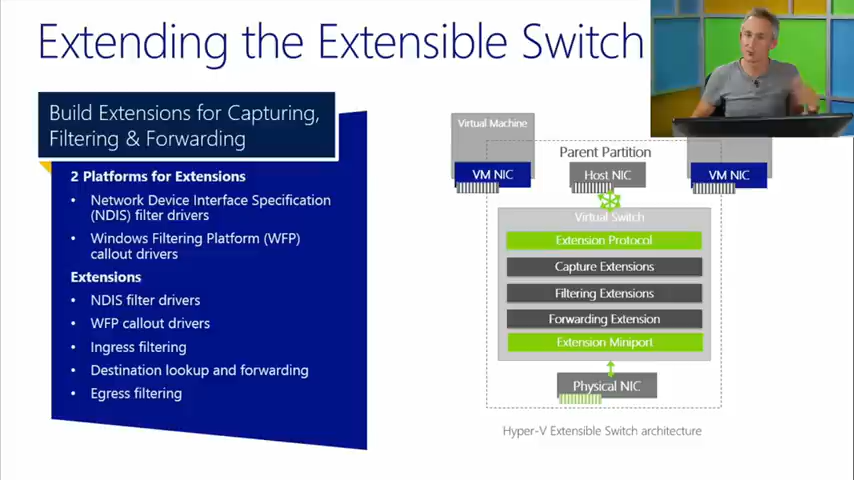 Extending the Extensible Switch
Build Extensions for Capturing,
Filtering & Forwarding
2 Platforms for Extensions
• Network Device Interface Specification
(NDIS) filter drivers
• Windows Filtering Platform (WFP)
callout drivers
Extensions
• NDIS filter drivers
• WFP callout drivers
• Ingress filtering
• Destination lookup and forwarding
• Egress filtering
Virtual Machine
Parent Partition
VM NIC
Host NIC
VM NIC
Virtual Switch
Extension Protocol
Capture Extensions
Filtering Extensions
Forwarding Extension
Extension Miniport
Physical NIC
Hyper-V Extensible Switch architecture